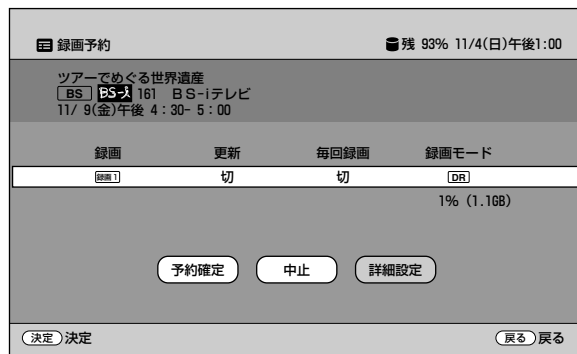 録画予約 残 93% 11/4(日)午後1:00
ツアーでめぐる世界遺産
BS BS-i 161 BS-iテレビ
11/ 9(金)午後 4:30- 5:00
録画 更新 毎回録画 録画モード
録画1 切 切 DR
1% (1.1GB)
予約確定 中止 詳細設定
決定 決定 戻る 戻る